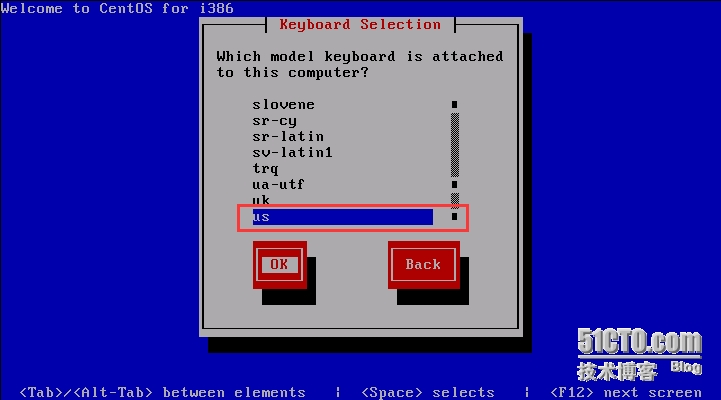 Welcome to CentOS for i386
Keyboard Selection
Which model keyboard is attached
to this computer?
slovene
sr-cy
sr-latin
sv-latin1
trq
ua-utf
uk
us
OK
Back
51CTO.com
技术博客 Blog
<Tab>/<Alt-Tab> between elements | <Space> selects | <F12> next screen